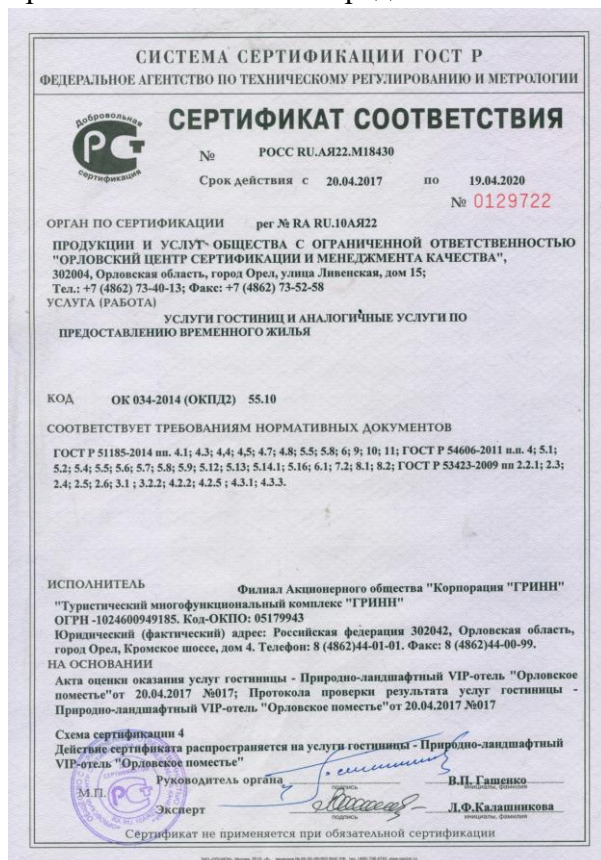 СИСТЕМА СЕРТИФИКАЦИИ ГОСТ Р
ФЕДЕРАЛЬНОЕ АГЕНТСТВО ПО ТЕХНИЧЕСКОМУ РЕГУЛИРОВАНИЮ И МЕТРОЛОГИИ
Добровольная
сертификация
СЕРТИФИКАТ СООТВЕТСТВИЯ
№ РОСС RU.АЯ22.М18430
Срок действия с 20.04.2017 по 19.04.2020
№ 0129722
ОРГАН ПО СЕРТИФИКАЦИИ рег № RA RU.10АЯ22
ПРОДУКЦИИ И УСЛУГ ОБЩЕСТВА С ОГРАНИЧЕННОЙ ОТВЕТСТВЕННОСТЬЮ
"ОРЛОВСКИЙ ЦЕНТР СЕРТИФИКАЦИИ И МЕНЕДЖМЕНТА КАЧЕСТВА",
302004, Орловская область, город Орел, улица Ливенская, дом 15;
Тел.: +7 (4862) 73-40-13; Факс: +7 (4862) 73-52-58
УСЛУГА (РАБОТА)
УСЛУГИ ГОСТИНИЦ И АНАЛОГИЧНЫЕ УСЛУГИ ПО
ПРЕДОСТАВЛЕНИЮ ВРЕМЕННОГО ЖИЛЬЯ
КОД ОК 034-2014 (ОКПД2) 55.10
СООТВЕТСТВУЕТ ТРЕБОВАНИЯМ НОРМАТИВНЫХ ДОКУМЕНТОВ
ГОСТ Р 51185-2014 пп. 4.1; 4.3; 4,4; 4,5; 4.7; 4.8; 5.5; 5.8; 6; 9; 10; 11; ГОСТ Р 54606-2011 п.п. 4; 5.1;
5.2; 5.4; 5.5; 5.6; 5.7; 5.8; 5.9; 5.12; 5.13; 5.14.1; 5.16; 6.1; 7.2; 8.1; 8.2; ГОСТ Р 53423-2009 пп 2.2.1; 2.3;
2.4; 2.5; 2.6; 3.1 ; 3.2.2; 4.2.2; 4.2.5 ; 4.3.1; 4.3.3.
ИСПОЛНИТЕЛЬ Филиал Акционерного общества "Корпорация "ГРИНН"
"Туристический многофункциональный комплекс "ГРИНН"
ОГРН -1024600949185. Код-ОКПО: 05179943
Юридический (фактический) адрес: Российская федерация 302042, Орловская область,
город Орел, Кромское шоссе, дом 4. Телефон: 8 (4862)44-01-01. Факс: 8 (4862)44-00-99.
НА ОСНОВАНИИ
Акта оценки оказания услуг гостиницы - Природно-ландшафтный VIP-отель "Орловское
поместье"от 20.04.2017 №017; Протокола проверки результата услуг гостиницы -
Природно-ландшафтный VIP-отель "Орловское поместье"от 20.04.2017 №017
Схема сертификации 4
Действие сертификата распространяется на услуги гостиницы - Природно-ландшафтный
VIP-отель "Орловское поместье"
Руководитель органа В.П. Гашенко
подпись инициалы, фамилия
М.П.
Эксперт Л.Ф.Калашникова
подпись инициалы, фамилия
Сертификат не применяется при обязательной сертификации